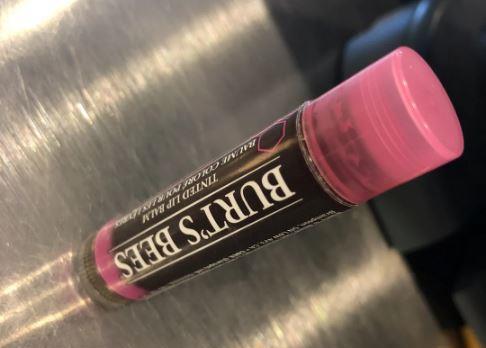 BURT'S BEES
TINTED LIP BALM
BAUME COLORÉ POUR LES LÈVRES